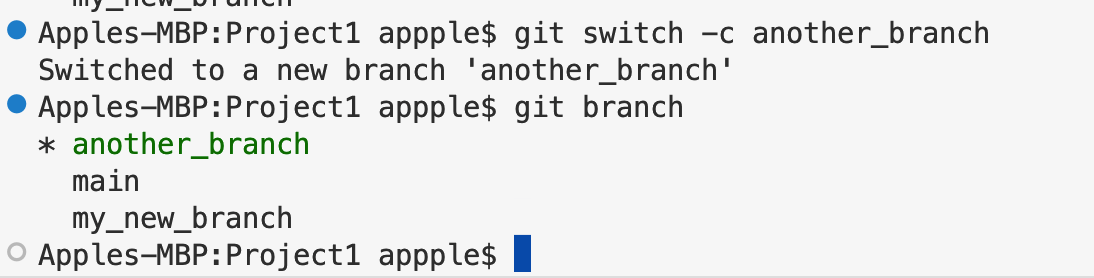 my_new_branch
Apples-MBP:Project1 appple$ git switch -c another_branch
Switched to a new branch 'another_branch'
Apples-MBP:Project1 appple$ git branch
* another_branch
  main
  my_new_branch
Apples-MBP:Project1 appple$